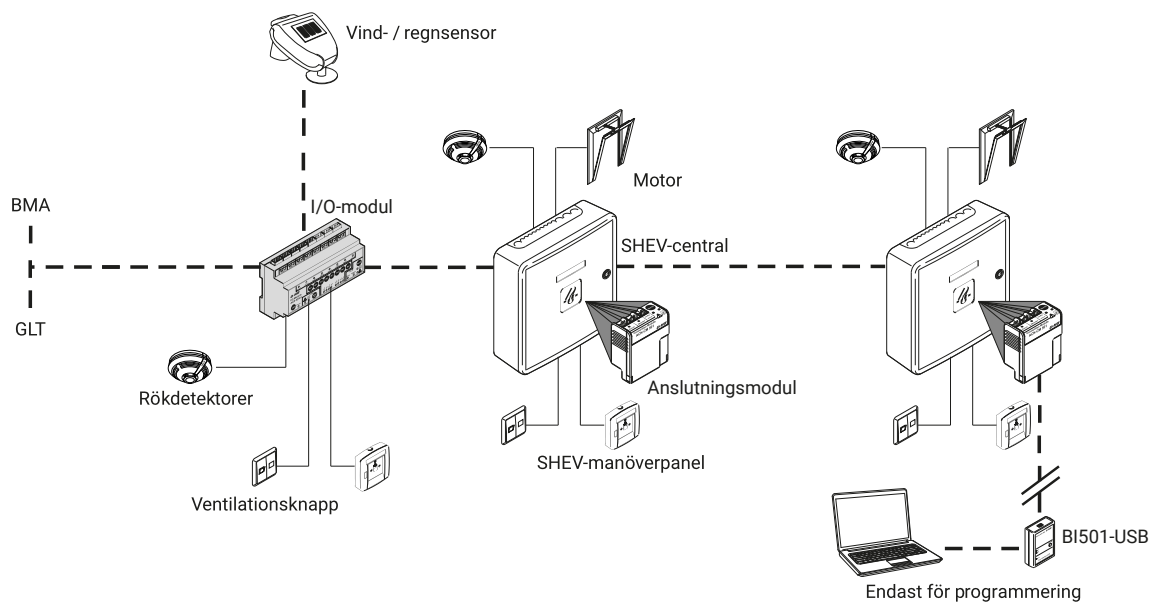 Vind- / regnsensor
Motor
BMA
I/O-modul
SHEV-central
GLT
Anslutningsmodul
Rökdetektorer
SHEV-manöverpanel
Ventilationsknapp
BI501-USB
Endast för programmering